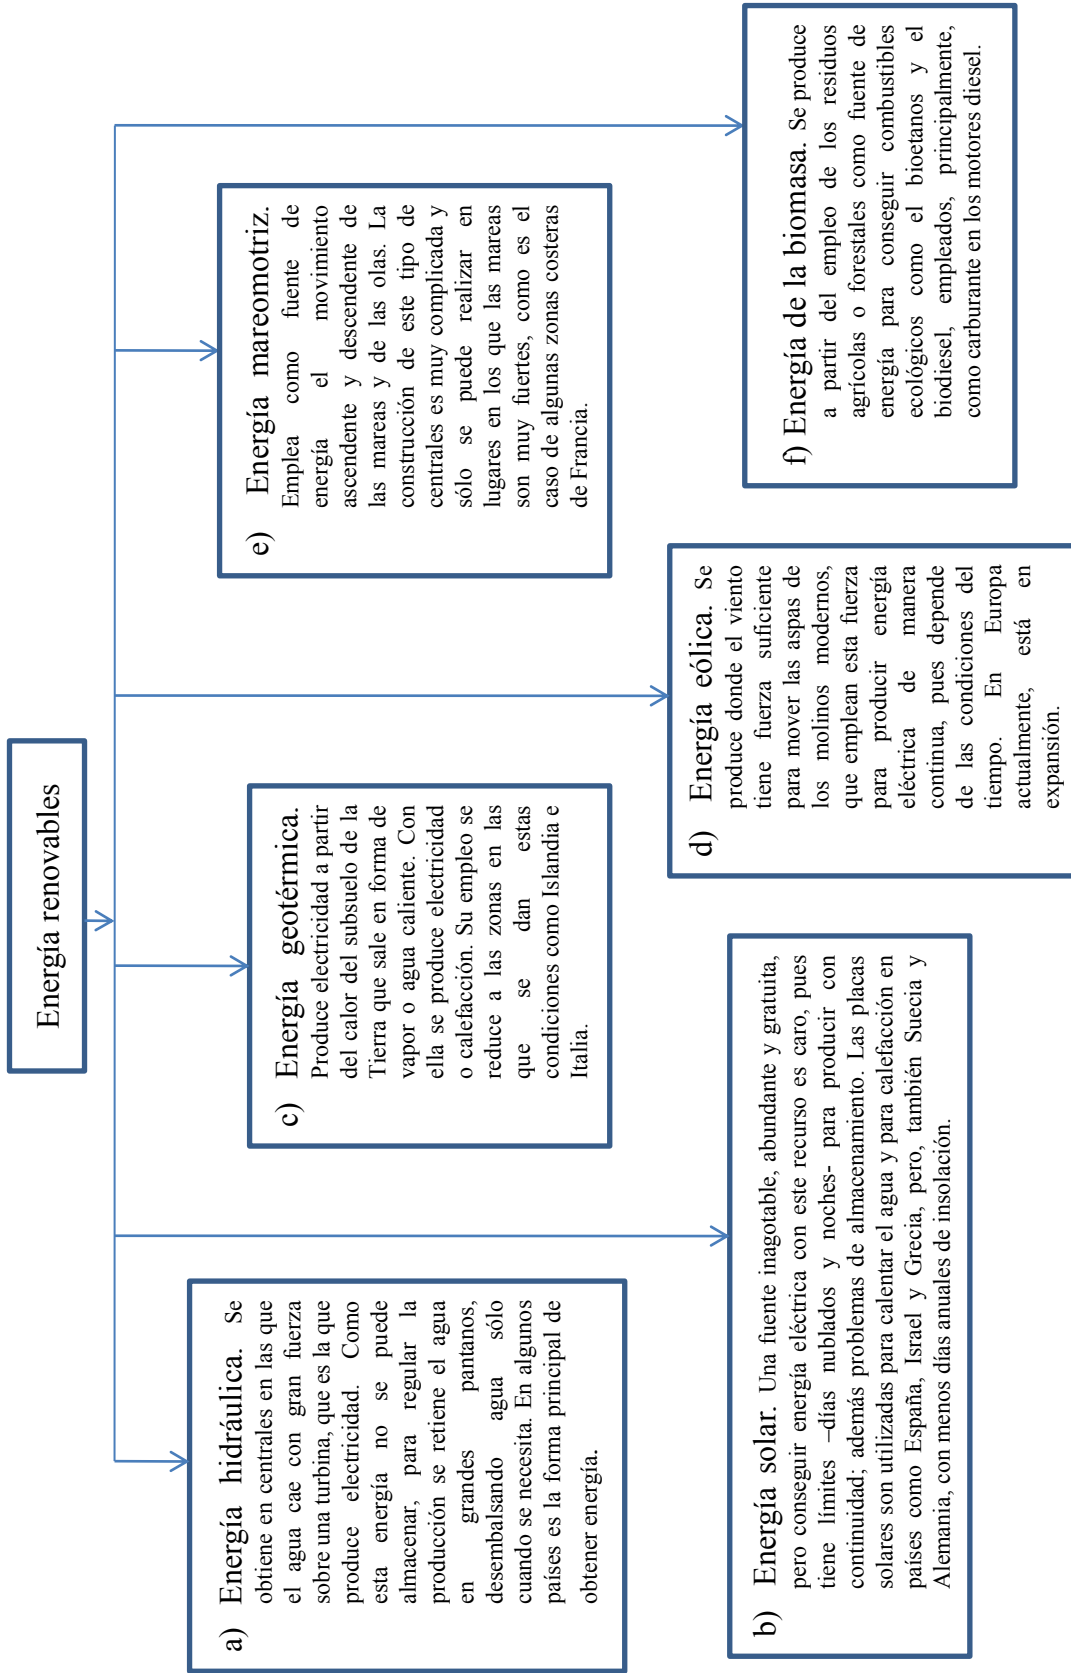 Energía renovables
a) Energía hidráulica. Se
obtiene en centrales en las que
el agua cae con gran fuerza
sobre una turbina, que es la que
produce electricidad. Como
esta energía no se puede
almacenar, para regular la
producción se retiene el agua
en grandes pantanos,
desembalsando agua sólo
cuando se necesita. En algunos
países es la forma principal de
obtener energía.
b) Energía solar. Una fuente inagotable, abundante y gratuita,
pero conseguir energía eléctrica con este recurso es caro, pues
tiene límites –días nublados y noches- para producir con
continuidad; además problemas de almacenamiento. Las placas
solares son utilizadas para calentar el agua y para calefacción en
países como España, Israel y Grecia, pero, también Suecia y
Alemania, con menos días anuales de insolación.
c) Energía geotérmica.
Produce electricidad a partir
del calor del subsuelo de la
Tierra que sale en forma de
vapor o agua caliente. Con
ella se produce electricidad
o calefacción. Su empleo se
reduce a las zonas en las
que se dan estas
condiciones como Islandia e
Italia.
d) Energía eólica. Se
produce donde el viento
tiene fuerza suficiente
para mover las aspas de
los molinos modernos,
que emplean esta fuerza
para producir energía
eléctrica de manera
continua, pues depende
de las condiciones del
tiempo. En Europa
actualmente, está en
expansión.
e) Energía mareomotriz.
Emplea como fuente de
energía el movimiento
ascendente y descendente de
las mareas y de las olas. La
construcción de este tipo de
centrales es muy complicada y
sólo se puede realizar en
lugares en los que las mareas
son muy fuertes, como es el
caso de algunas zonas costeras
de Francia.
f) Energía de la biomasa. Se produce
a partir del empleo de los residuos
agrícolas o forestales como fuente de
energía para conseguir combustibles
ecológicos como el bioetanos y el
biodiesel, empleados, principalmente,
como carburante en los motores diesel.